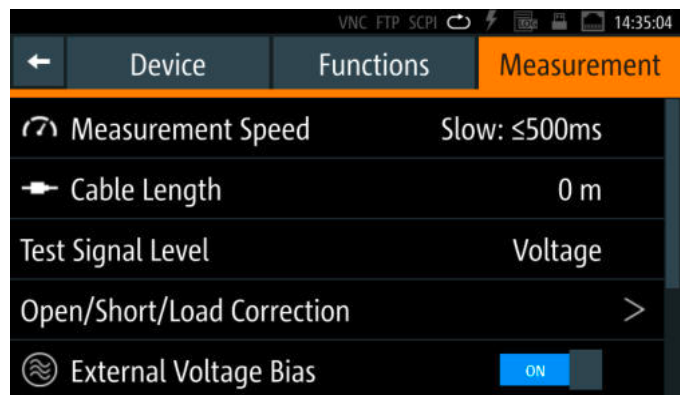 VNC FTP SCPI LOG 14:35:04
Device Functions Measurement
Measurement Speed Slow: ≤500ms
Cable Length 0 m
Test Signal Level Voltage
Open/Short/Load Correction >
External Voltage Bias ON